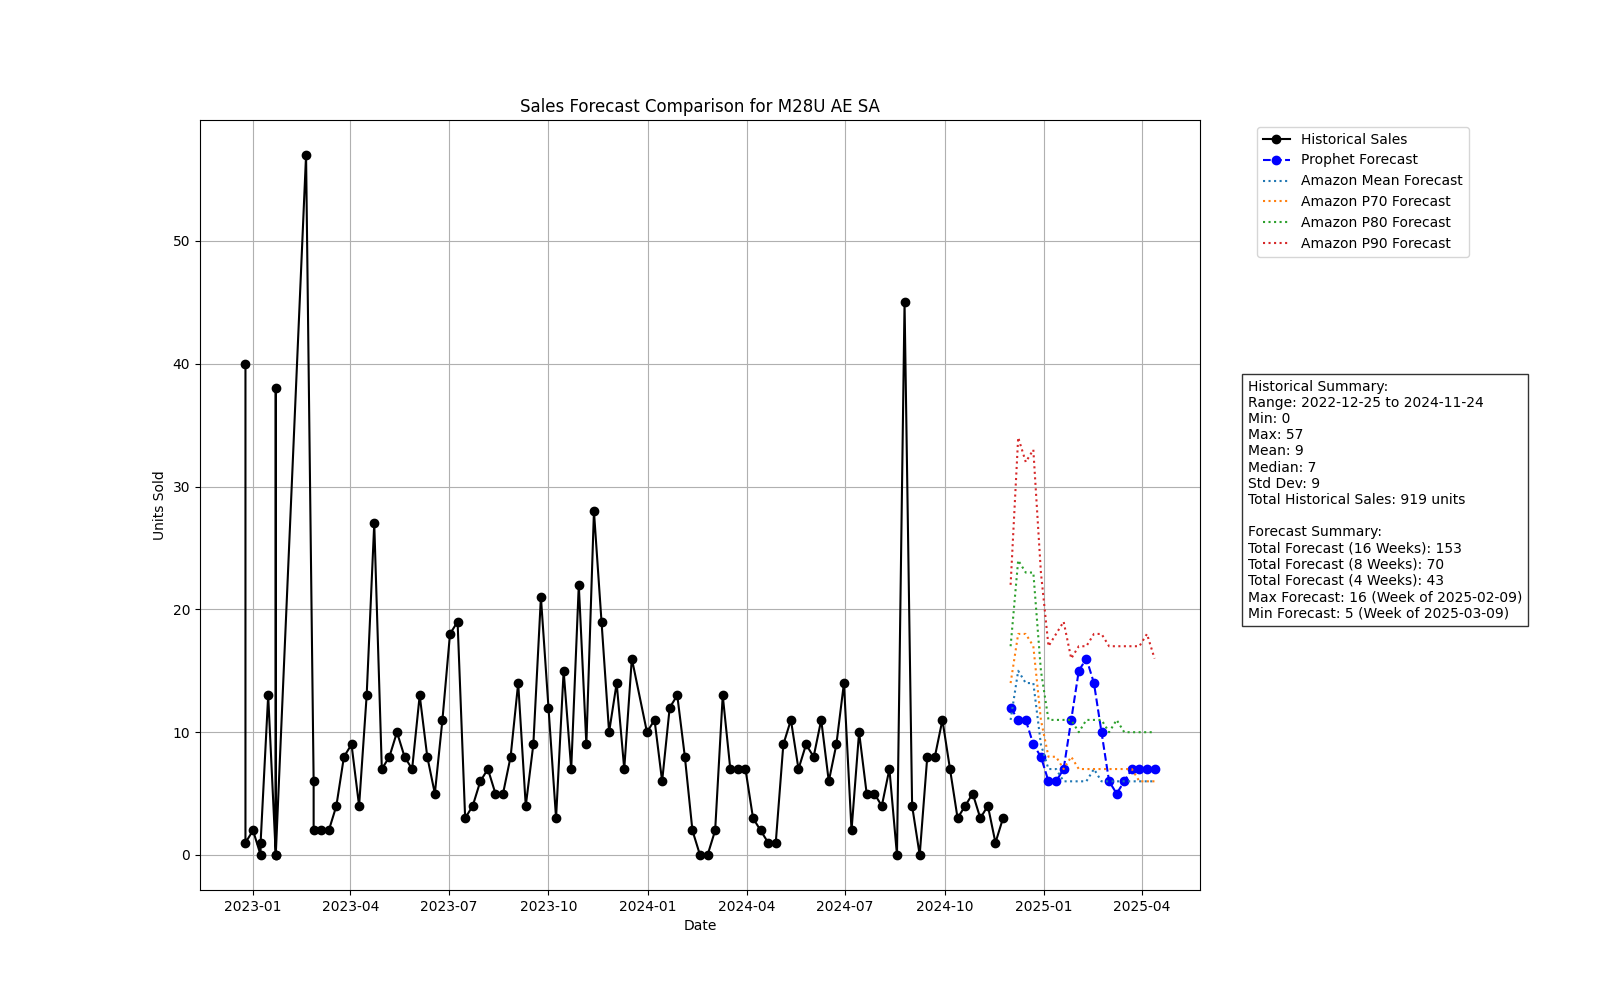 Sales Forecast Comparison for M28U AE SA
Units Sold
50
40
30
20
10
0
2023-01
2023-04
2023-07
2023-10
2024-01
2024-04
2024-07
2024-10
2025-01
2025-04
Date
Historical Sales
Prophet Forecast
Amazon Mean Forecast
Amazon P70 Forecast
Amazon P80 Forecast
Amazon P90 Forecast
Historical Summary:
Range: 2022-12-25 to 2024-11-24
Min: 0
Max: 57
Mean: 9
Median: 7
Std Dev: 9
Total Historical Sales: 919 units
Forecast Summary:
Total Forecast (16 Weeks): 153
Total Forecast (8 Weeks): 70
Total Forecast (4 Weeks): 43
Max Forecast: 16 (Week of 2025-02-09)
Min Forecast: 5 (Week of 2025-03-09)